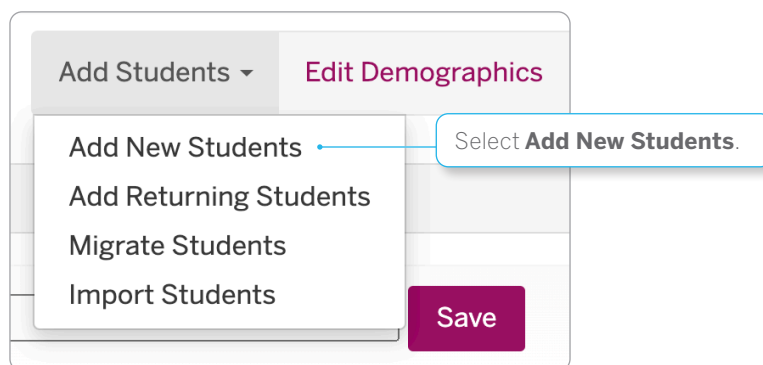 Add Students Edit Demographics
Add New Students
Select Add New Students.
Add Returning Students
Migrate Students
Import Students
Save